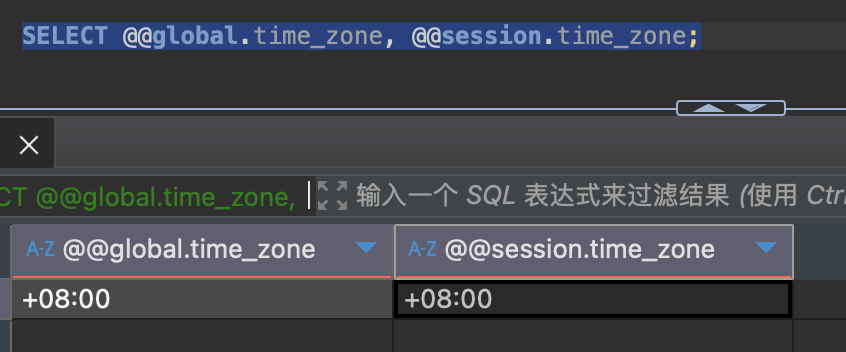 SELECT @@global.time_zone, @@session.time_zone;
CT @@global.time_zone, 输入一个 SQL 表达式来过滤结果 (使用 Ctrl
A-Z @@global.time_zone A-Z @@session.time_zone
+08:00 +08:00